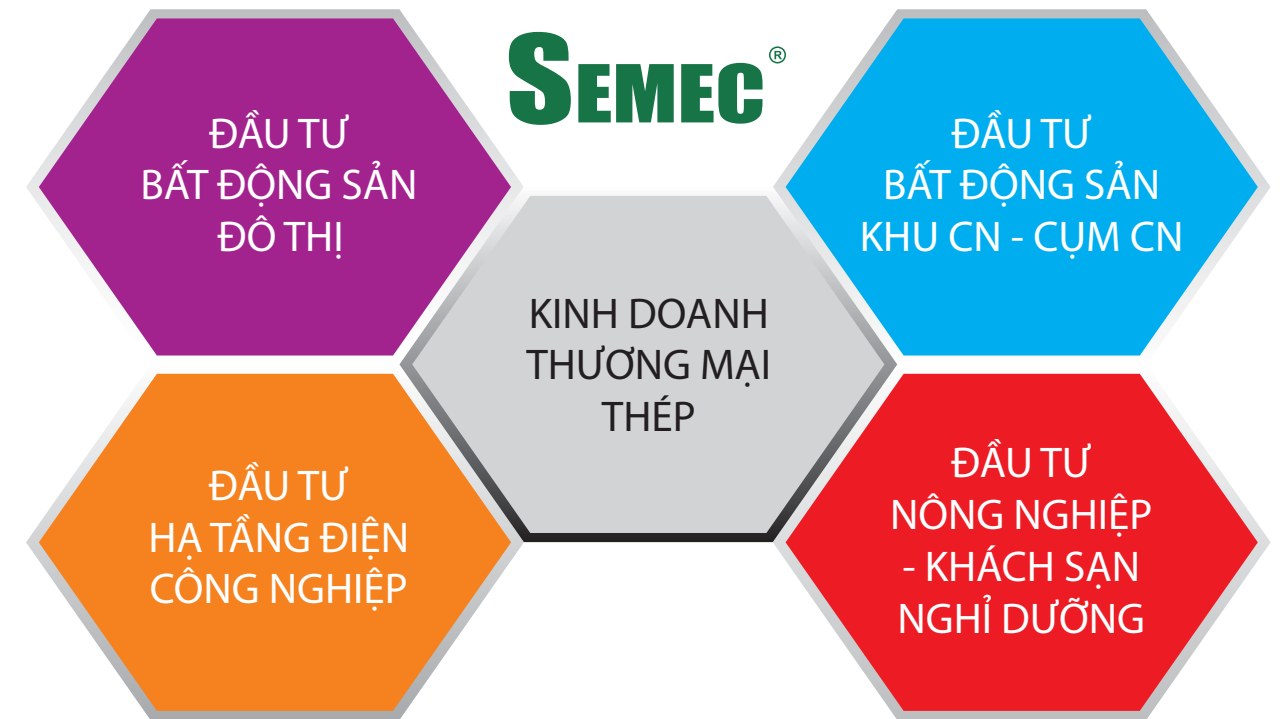 SEMEC®
ĐẦU TƯ
BẤT ĐỘNG SẢN
ĐÔ THỊ
ĐẦU TƯ
BẤT ĐỘNG SẢN
KHU CN - CỤM CN
KINH DOANH
THƯƠNG MẠI
THÉP
ĐẦU TƯ
HẠ TẦNG ĐIỆN
CÔNG NGHIỆP
ĐẦU TƯ
NÔNG NGHIỆP
- KHÁCH SẠN
NGHỈ DƯỠNG